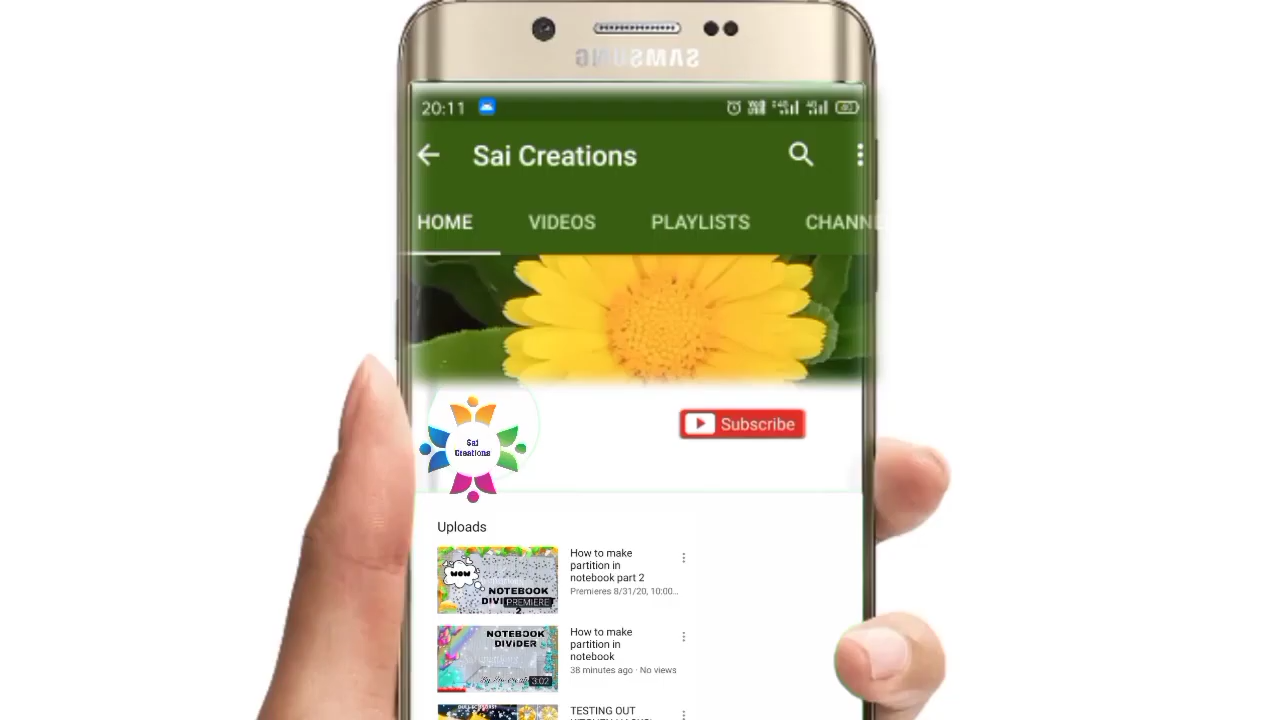 SAMSUNG
20:11
Sai Creations
HOME VIDEOS PLAYLISTS CHANNE
Subscribe
Sai
Creations
Uploads
WOW
NOTEBOOK
PREMIERE
2
How to make
partition in
notebook part 2
Premieres 8/31/20, 10:00...
NOTEBOOK
DIVIDER
3:02
How to make
partition in
notebook
38 minutes ago · No views
TESTING OUT